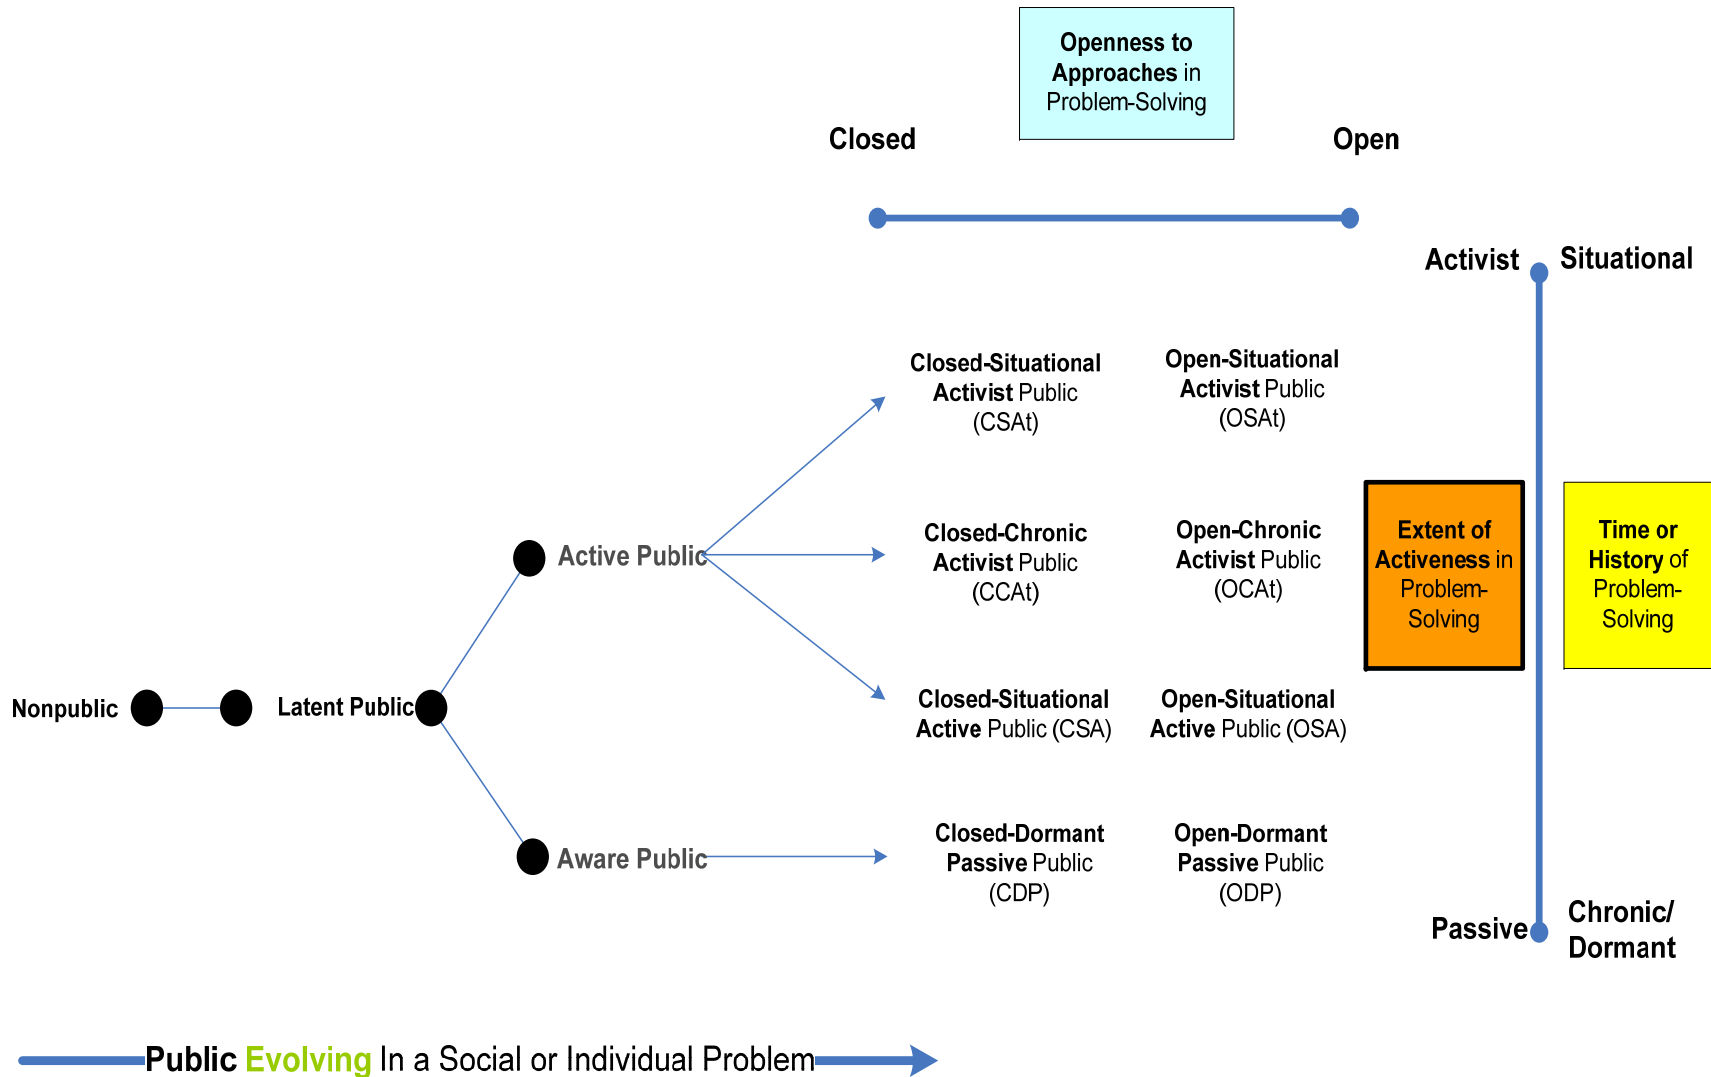 Openness to
Approaches in
Problem-Solving
Closed
Open
Activist
Situational
Closed-Situational
Activist Public
(CSAt)
Open-Situational
Activist Public
(OSAt)
Closed-Chronic
Activist Public
(CCAt)
Open-Chronic
Activist Public
(OCAt)
Extent of
Activeness in
Problem-
Solving
Time or
History of
Problem-
Solving
Active Public
Nonpublic
Latent Public
Closed-Situational
Active Public (CSA)
Open-Situational
Active Public (OSA)
Aware Public
Closed-Dormant
Passive Public
(CDP)
Open-Dormant
Passive Public
(ODP)
Passive
Chronic/
Dormant
Public Evolving In a Social or Individual Problem